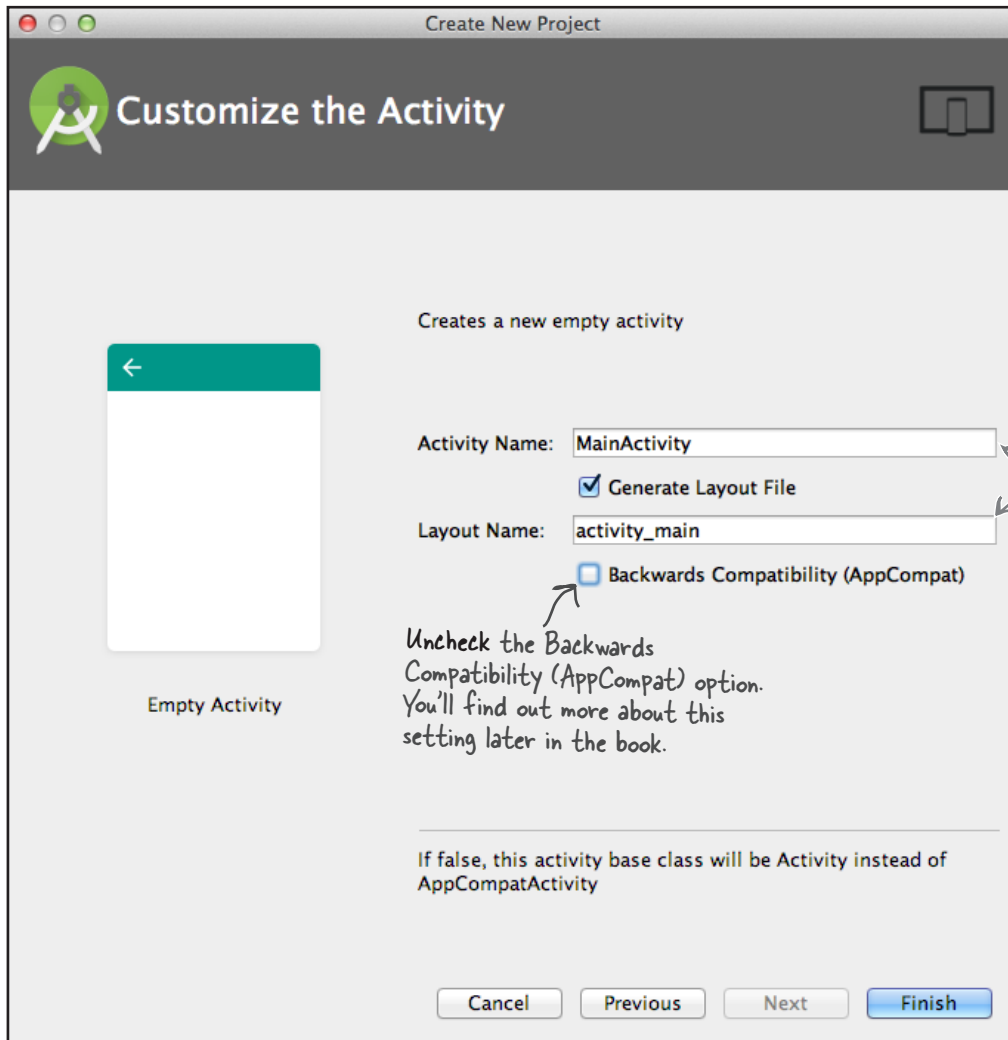 Create New Project
Customize the Activity
Creates a new empty activity
Activity Name: MainActivity
Generate Layout File
Layout Name: activity_main
Backwards Compatibility (AppCompat)
Uncheck the Backwards
Compatibility (AppCompat) option.
You'll find out more about this
setting later in the book.
Empty Activity
If false, this activity base class will be Activity instead of
AppCompatActivity
Cancel Previous Next Finish